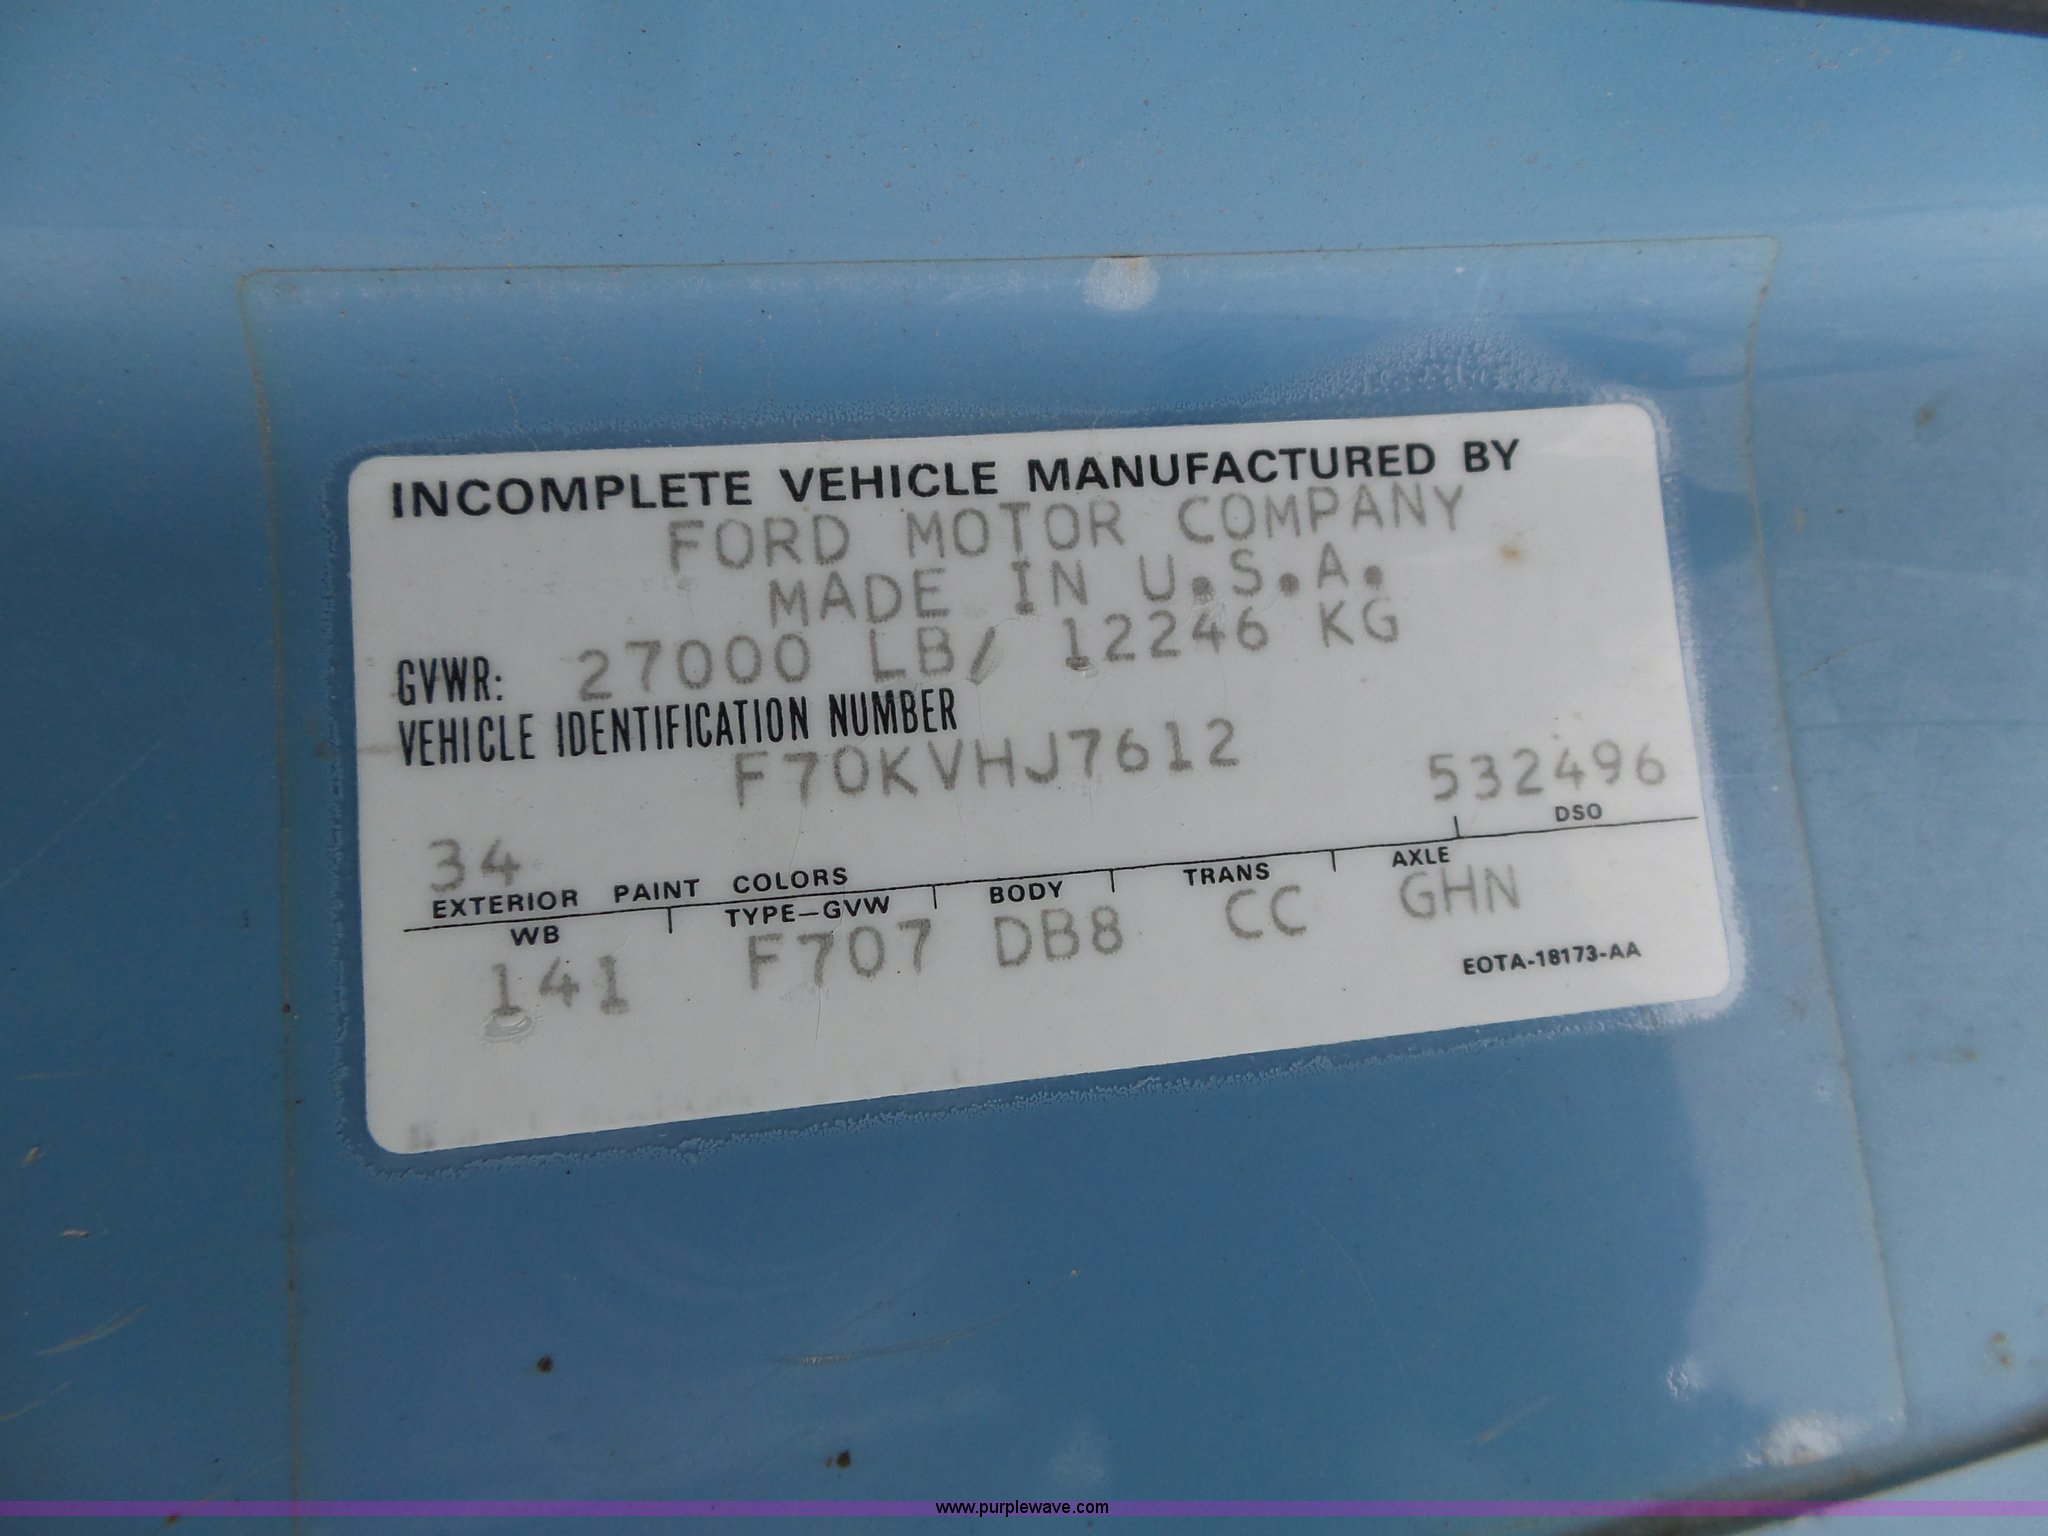 INCOMPLETE VEHICLE MANUFACTURED BY
FORD MOTOR COMPANY
MADE IN U.S.A.
GVWR: 27000 LB/ 12246 KG
VEHICLE IDENTIFICATION NUMBER
F70KVHJ7612
532496
DSO
34
EXTERIOR PAINT COLORS
WB TYPE-GVW BODY TRANS AXLE
141 F707 DB8 CC GHN
EOTA-18173-AA
www.purplewave.com